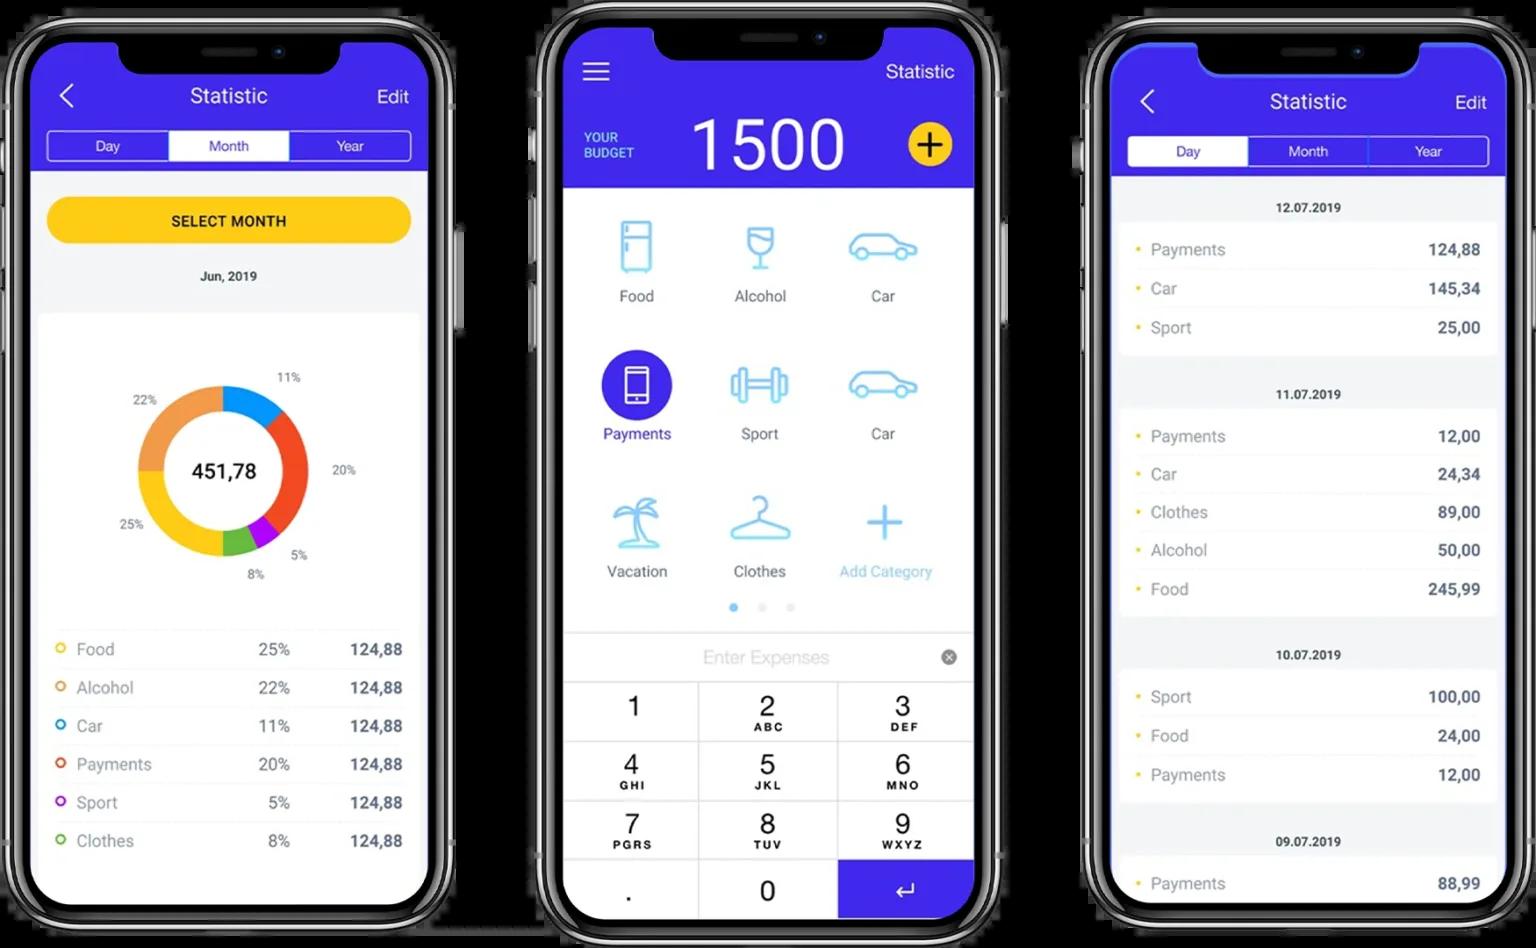 Statistic
Edit
Day
Month
Year
SELECT MONTH
Jun, 2019
11%
22%
451,78
20%
25%
5%
8%
Food 25% 124,88
Alcohol 22% 124,88
Car 11% 124,88
Payments 20% 124,88
Sport 5% 124,88
Clothes 8% 124,88
Statistic
YOUR
BUDGET
1500
Food Alcohol Car
Payments Sport Car
Vacation Clothes Add Category
Enter Expenses
1 2 3
ABC DEF
4 5 6
GHI JKL MNO
7 8 9
PGRS TUV WXYZ
. 0
Statistic
Edit
Day
Month
Year
12.07.2019
Payments 124,88
Car 145,34
Sport 25,00
11.07.2019
Payments 12,00
Car 24,34
Clothes 89,00
Alcohol 50,00
Food 245,99
10.07.2019
Sport 100,00
Food 24,00
Payments 12,00
09.07.2019
Payments 88,99